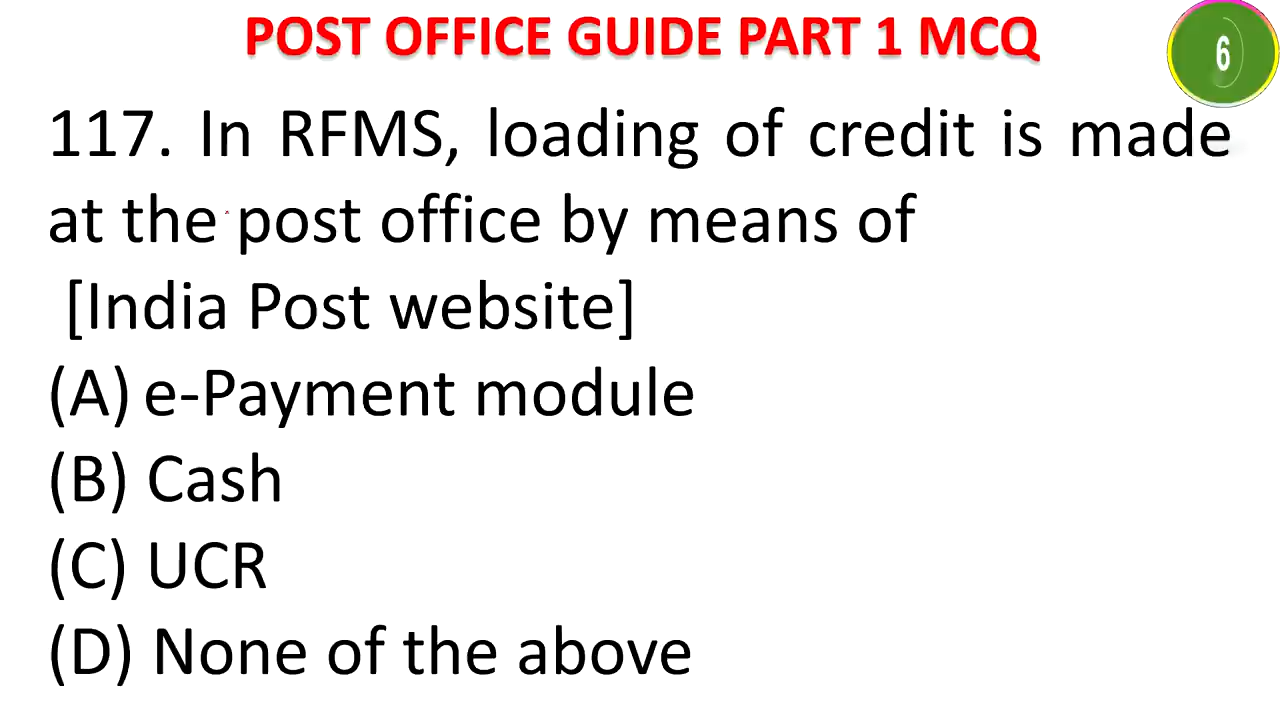 POST OFFICE GUIDE PART 1 MCQ
6
117. In RFMS, loading of credit is made
at the post office by means of
[India Post website]
(A) e-Payment module
(B) Cash
(C) UCR
(D) None of the above